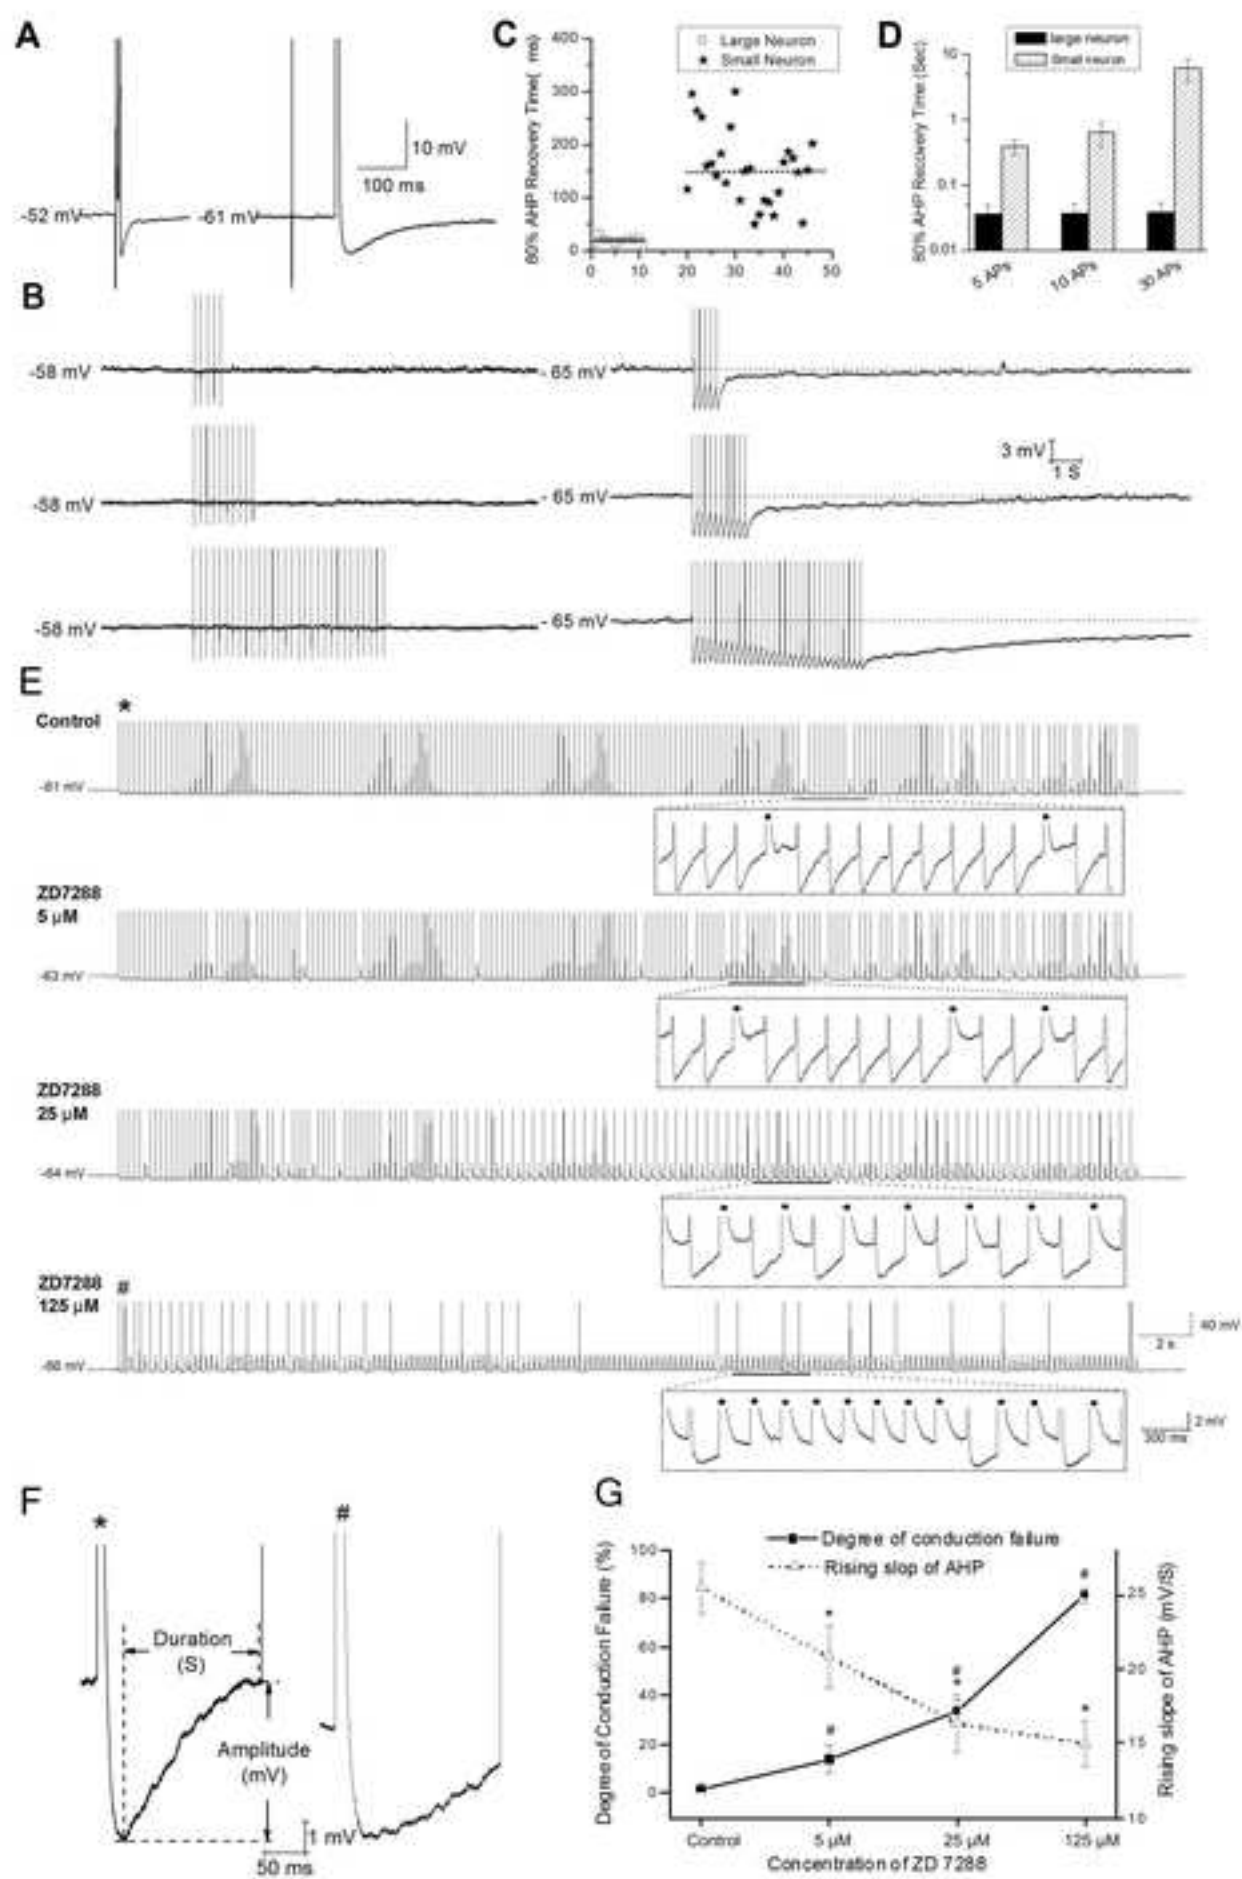 A
-52 mV
-61 mV
10 mV
100 ms
C
80% AHP Recovery Time( ms)
400
300
200
100
0
0 10 20 30 40 50
Large Neuron
★ Small Neuron
D
80% AHP Recovery Time (Sec)
10
1
0.1
0.01
large neuron
Small neuron
5 APs
10 APs
30 APs
B
-58 mV
-65 mV
-58 mV
-65 mV
3 mV
1 S
-58 mV
-65 mV
E
*
Control
-61 mV
ZD7288
5 µM
-63 mV
ZD7288
25 µM
-64 mV
ZD7288
#
125 µM
40 mV
2 s
2 mV
300 ms
F
*
#
Duration
(S)
Amplitude
(mV)
1 mV
50 ms
G
Degree of conduction failure
Rising slop of AHP
Degree of Conduction Failure (%)
100
80
60
40
20
0
Rising slope of AHP (mV/S)
25
20
15
10
Control
5 µM
25 µM
125 µM
Concentration of ZD 7288